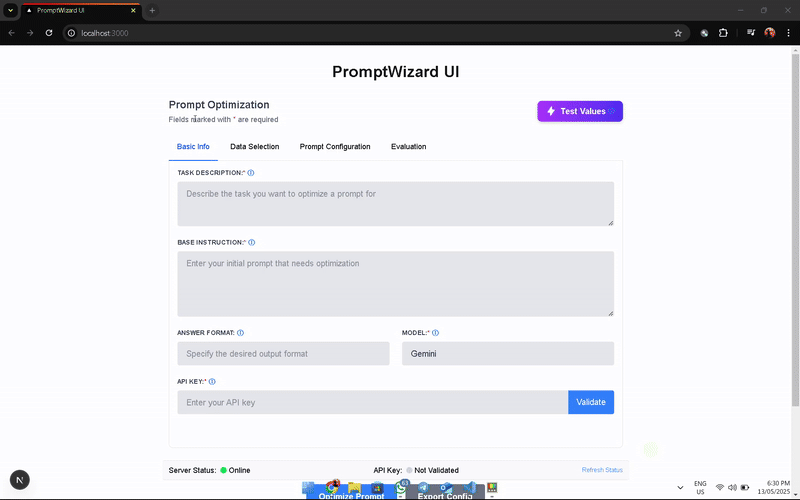 PromptWizard UI
localhost:3000
PromptWizard UI
Prompt Optimization
Fields marked with * are required
Test Values
Basic Info
Data Selection
Prompt Configuration
Evaluation
TASK DESCRIPTION:*
Describe the task you want to optimize a prompt for
BASE INSTRUCTION:*
Enter your initial prompt that needs optimization
ANSWER FORMAT:
MODEL:*
Specify the desired output format
Gemini
API KEY:*
Enter your API key
Validate
Server Status: Online
API Key: Not Validated
Refresh Status
N
Optimize Prompt
Export Config
ENG
US
6:30 PM
13/05/2025